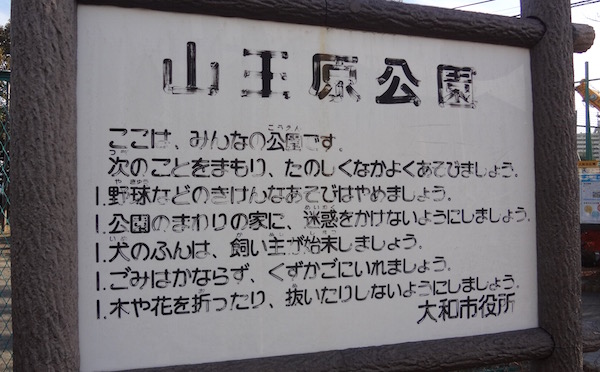 山王原公園
ここは、みんなの公園です。
次のことをまもり、たのしくなかよくあそびましょう。
1.野球などのきけんなあそびはやめましょう。
1.公園のまわりの家に、迷惑をかけないようにしましょう。
1.犬のふんは、飼い主が始末しましょう。
1.ごみはかならず、くずかごにいれましょう。
1.木や花を折ったり、抜いたりしないようにしましょう。
大和市役所